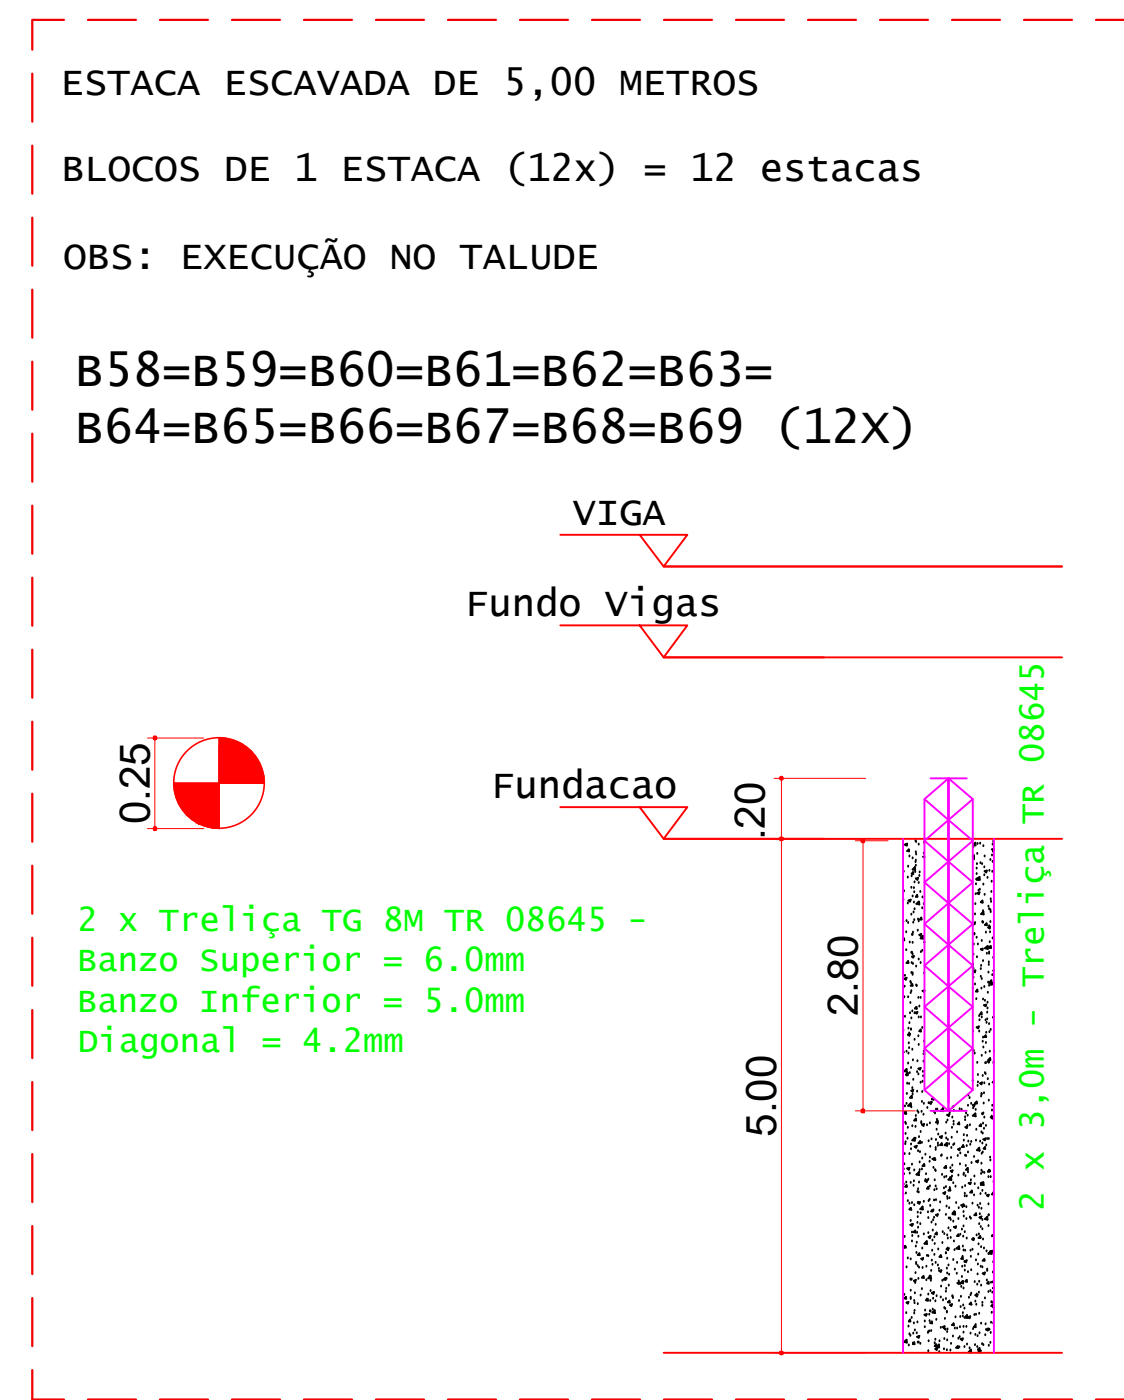 ESTACA ESCAVADA DE 5,00 METROS
BLOCOS DE 1 ESTACA (12x) = 12 estacas
OBS: EXECUÇÃO NO TALUDE
B58=B59=B60=B61=B62=B63=
B64=B65=B66=B67=B68=B69 (12X)
VIGA
Fundo Vigas
Fundacao
0.25
.20
2.80
5.00
2 x Treliça TG 8M TR 08645 -
Banzo Superior = 6.0mm
Banzo Inferior = 5.0mm
Diagonal = 4.2mm
2 x 3,0m - Treliça TR 08645